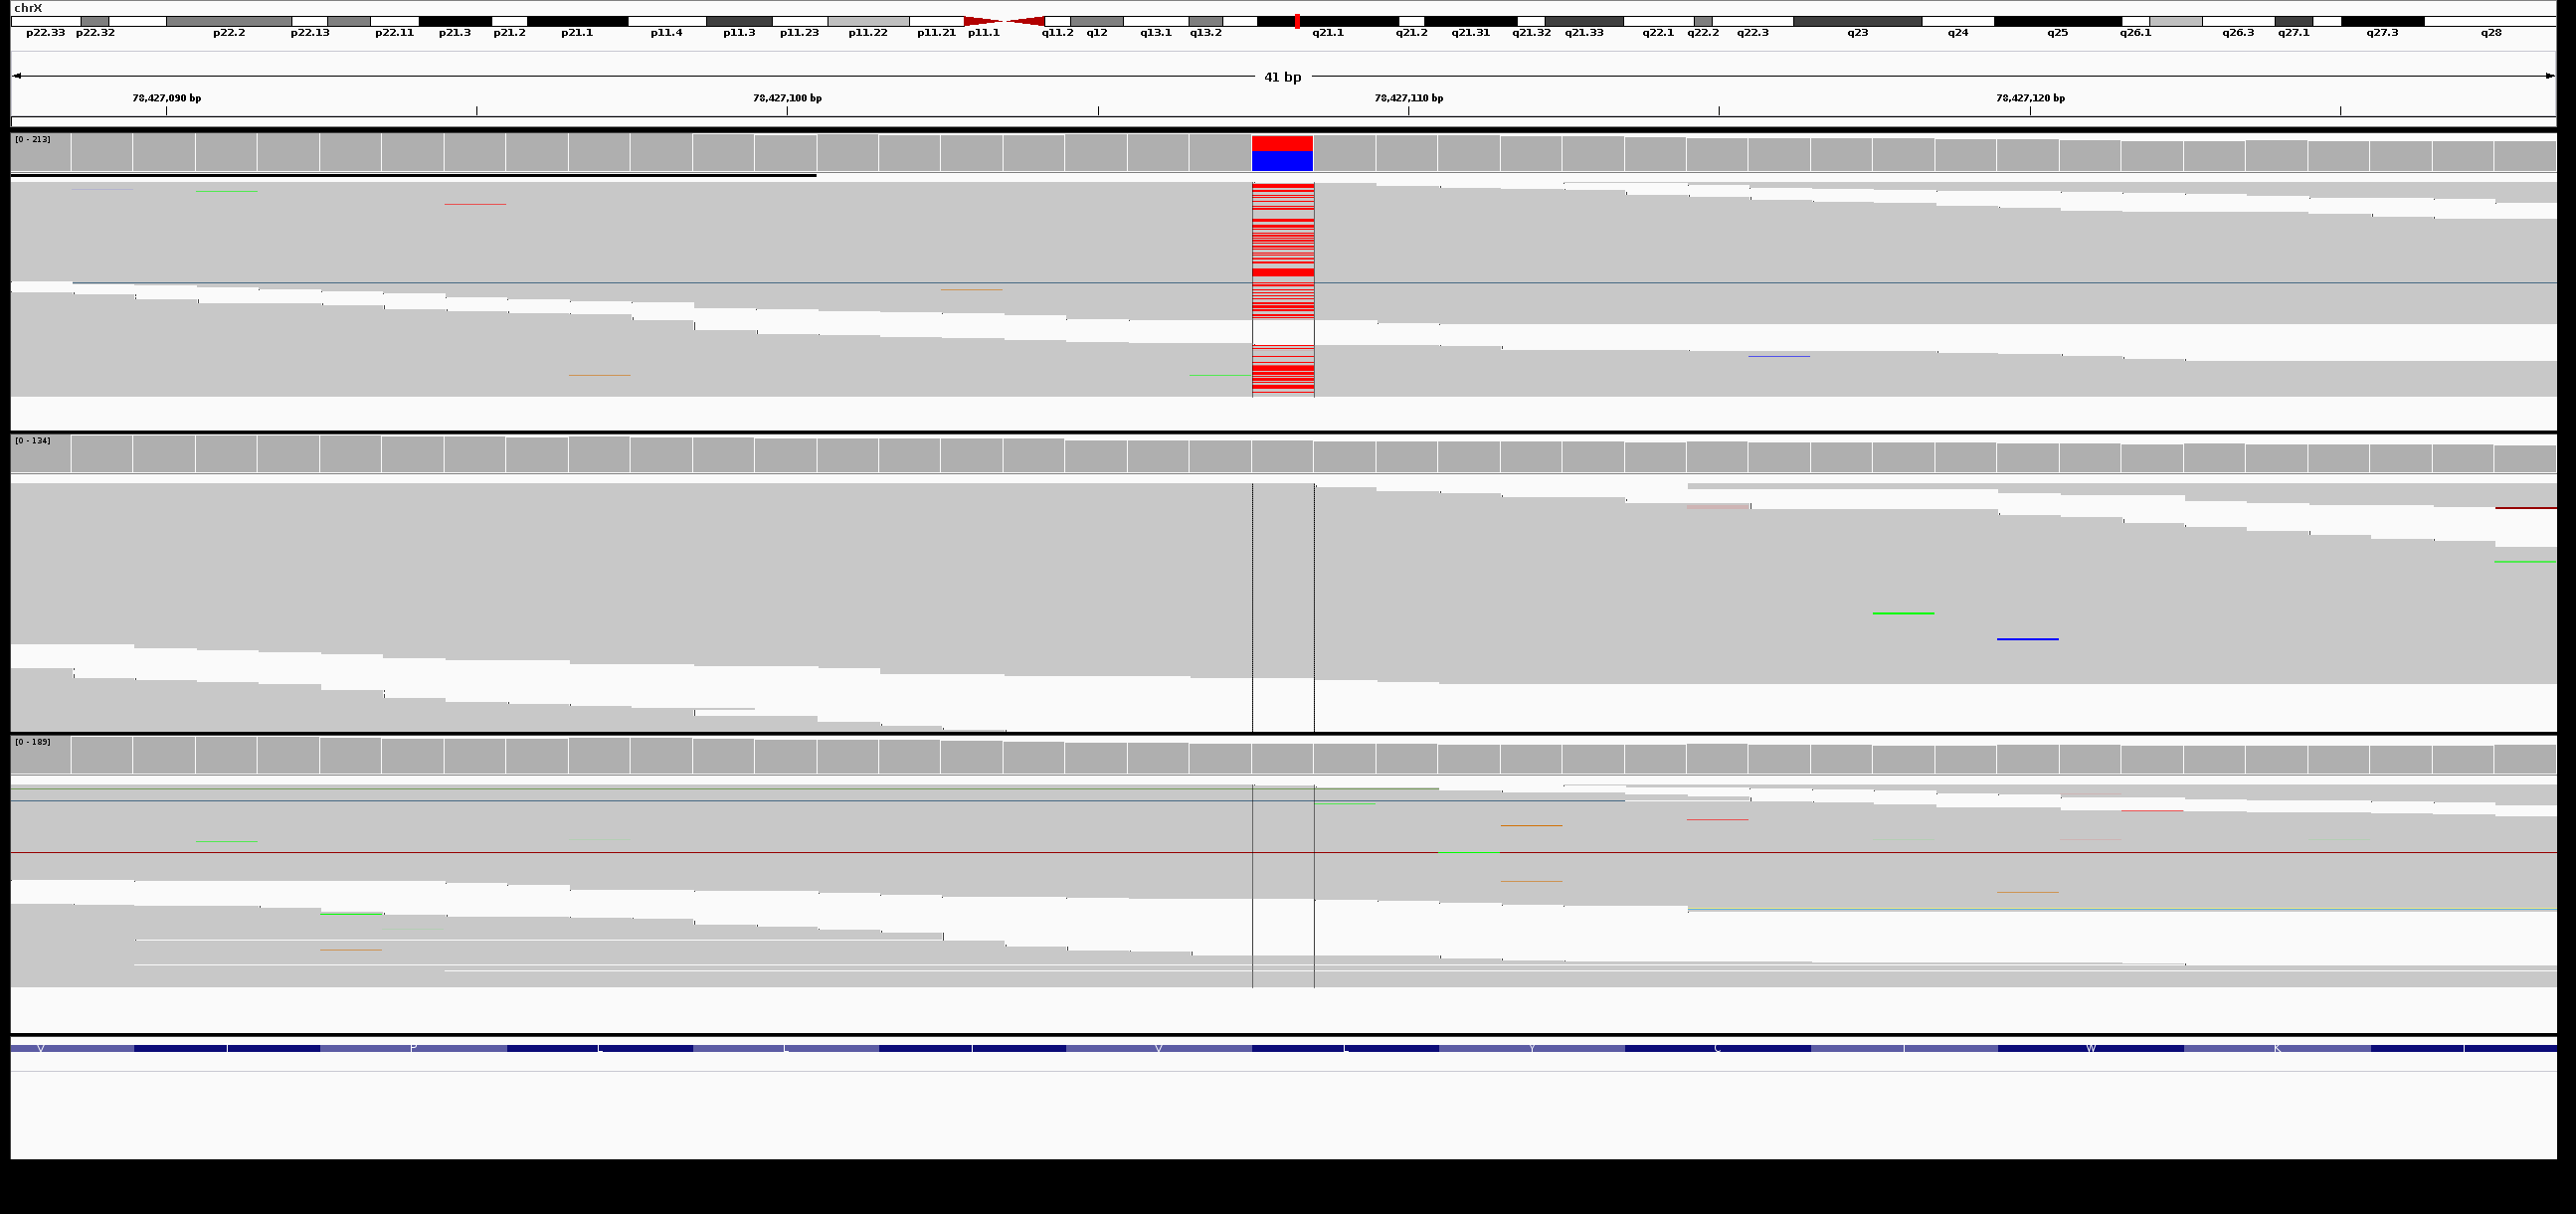 chrX
p22.33 p22.32 p22.2 p22.13 p22.11 p21.3 p21.2 p21.1 p11.4 p11.3 p11.23 p11.22 p11.21 p11.1 q11.2 q12 q13.1 q13.2 q21.1 q21.2 q21.31 q21.32 q21.33 q22.1 q22.2 q22.3 q23 q24 q25 q26.1 q26.3 q27.1 q27.3 q28
41 bp
78,427,090 bp 78,427,100 bp 78,427,110 bp 78,427,120 bp
[0 - 213]
[0 - 134]
[0 - 189]
P L L L Y C W K